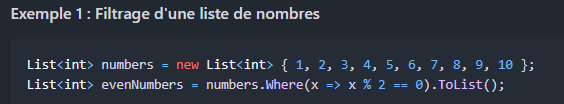 Exemple 1 : Filtrage d'une liste de nombres
List<int> numbers = new List<int> { 1, 2, 3, 4, 5, 6, 7, 8, 9, 10 };
List<int> evenNumbers = numbers.Where(x => x % 2 == 0).ToList();